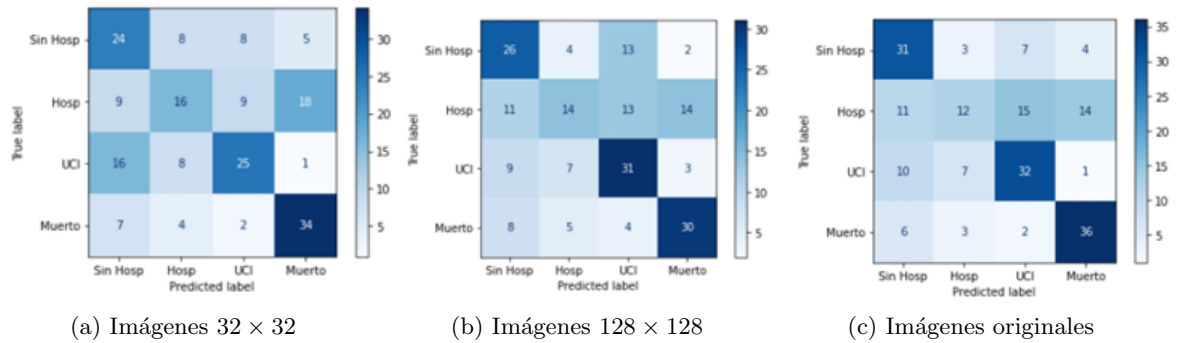 Sin Hosp 24 8 8 5
Hosp 9 16 9 18
UCI 16 8 25 1
Muerto 7 4 2 34
Sin Hosp Hosp UCI Muerto
Predicted label
True label
30
25
20
15
10
5
(a) Imágenes 32 × 32
Sin Hosp 26 4 13 2
Hosp 11 14 13 14
UCI 9 7 31 3
Muerto 8 5 4 30
Sin Hosp Hosp UCI Muerto
Predicted label
True label
30
25
20
15
10
5
(b) Imágenes 128 × 128
Sin Hosp 31 3 7 4
Hosp 11 12 15 14
UCI 10 7 32 1
Muerto 6 3 2 36
Sin Hosp Hosp UCI Muerto
Predicted label
True label
35
30
25
20
15
10
5
(c) Imágenes originales